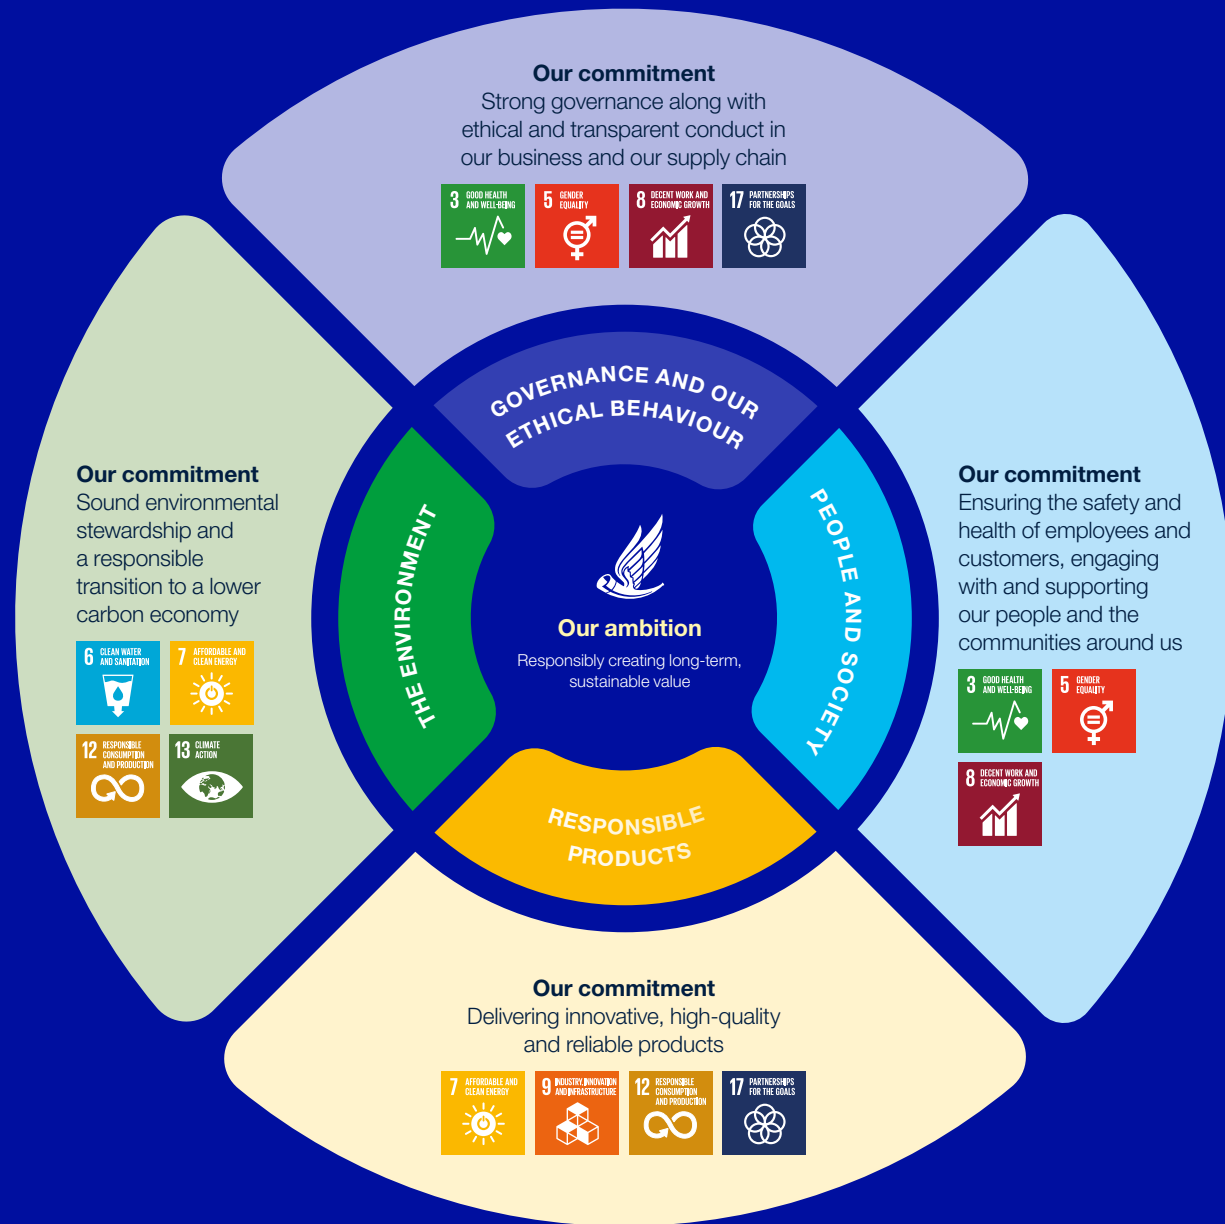 Our commitment
Strong governance along with
ethical and transparent conduct in
our business and our supply chain
3 GOOD HEALTH
AND WELL-BEING
5 GENDER
EQUALITY
8 DECENT WORK AND
ECONOMIC GROWTH
17 PARTNERSHIPS
FOR THE GOALS
GOVERNANCE AND OUR
ETHICAL BEHAVIOUR
Our commitment
Sound environmental
stewardship and
a responsible
transition to a lower
carbon economy
6 CLEAN WATER
AND SANITATION
7 AFFORDABLE AND
CLEAN ENERGY
12 RESPONSIBLE
CONSUMPTION
AND PRODUCTION
13 CLIMATE
ACTION
THE ENVIRONMENT
Our ambition
Responsibly creating long-term,
sustainable value
PEOPLE AND SOCIETY
Our commitment
Ensuring the safety and
health of employees and
customers, engaging
with and supporting
our people and the
communities around us
3 GOOD HEALTH
AND WELL-BEING
5 GENDER
EQUALITY
8 DECENT WORK AND
ECONOMIC GROWTH
RESPONSIBLE
PRODUCTS
Our commitment
Delivering innovative, high-quality
and reliable products
7 AFFORDABLE AND
CLEAN ENERGY
9 INDUSTRY, INNOVATION
AND INFRASTRUCTURE
12 RESPONSIBLE
CONSUMPTION
AND PRODUCTION
17 PARTNERSHIPS
FOR THE GOALS